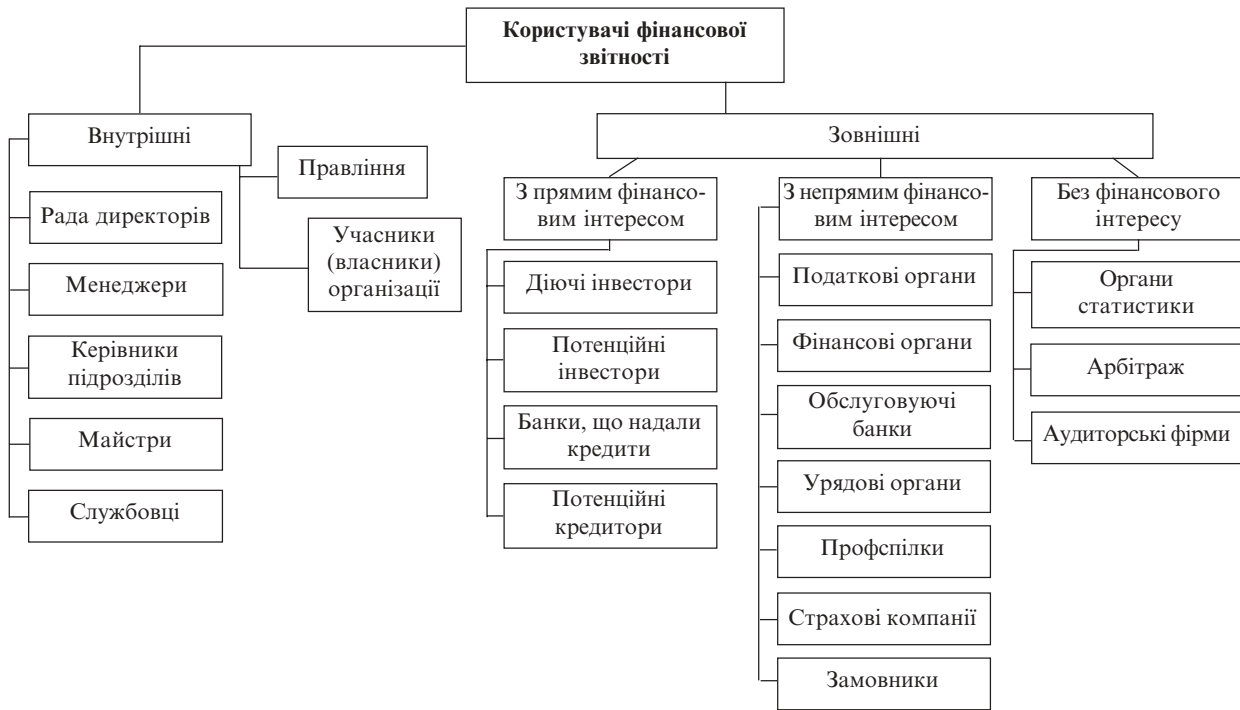 Користувачі фінансової
звітності
Внутрішні
Правління
Рада директорів
Учасники
(власники)
організації
Менеджери
Керівники
підрозділів
Майстри
Службовці
Зовнішні
З прямим фінансо-
вим інтересом
Діючі інвестори
Потенційні
інвестори
Банки, що надали
кредити
Потенційні
кредитори
З непрямим фінансо-
вим інтересом
Податкові органи
Фінансові органи
Обслуговуючі
банки
Урядові органи
Профспілки
Страхові компанії
Замовники
Без фінансового
інтересу
Органи
статистики
Арбітраж
Аудиторські фірми